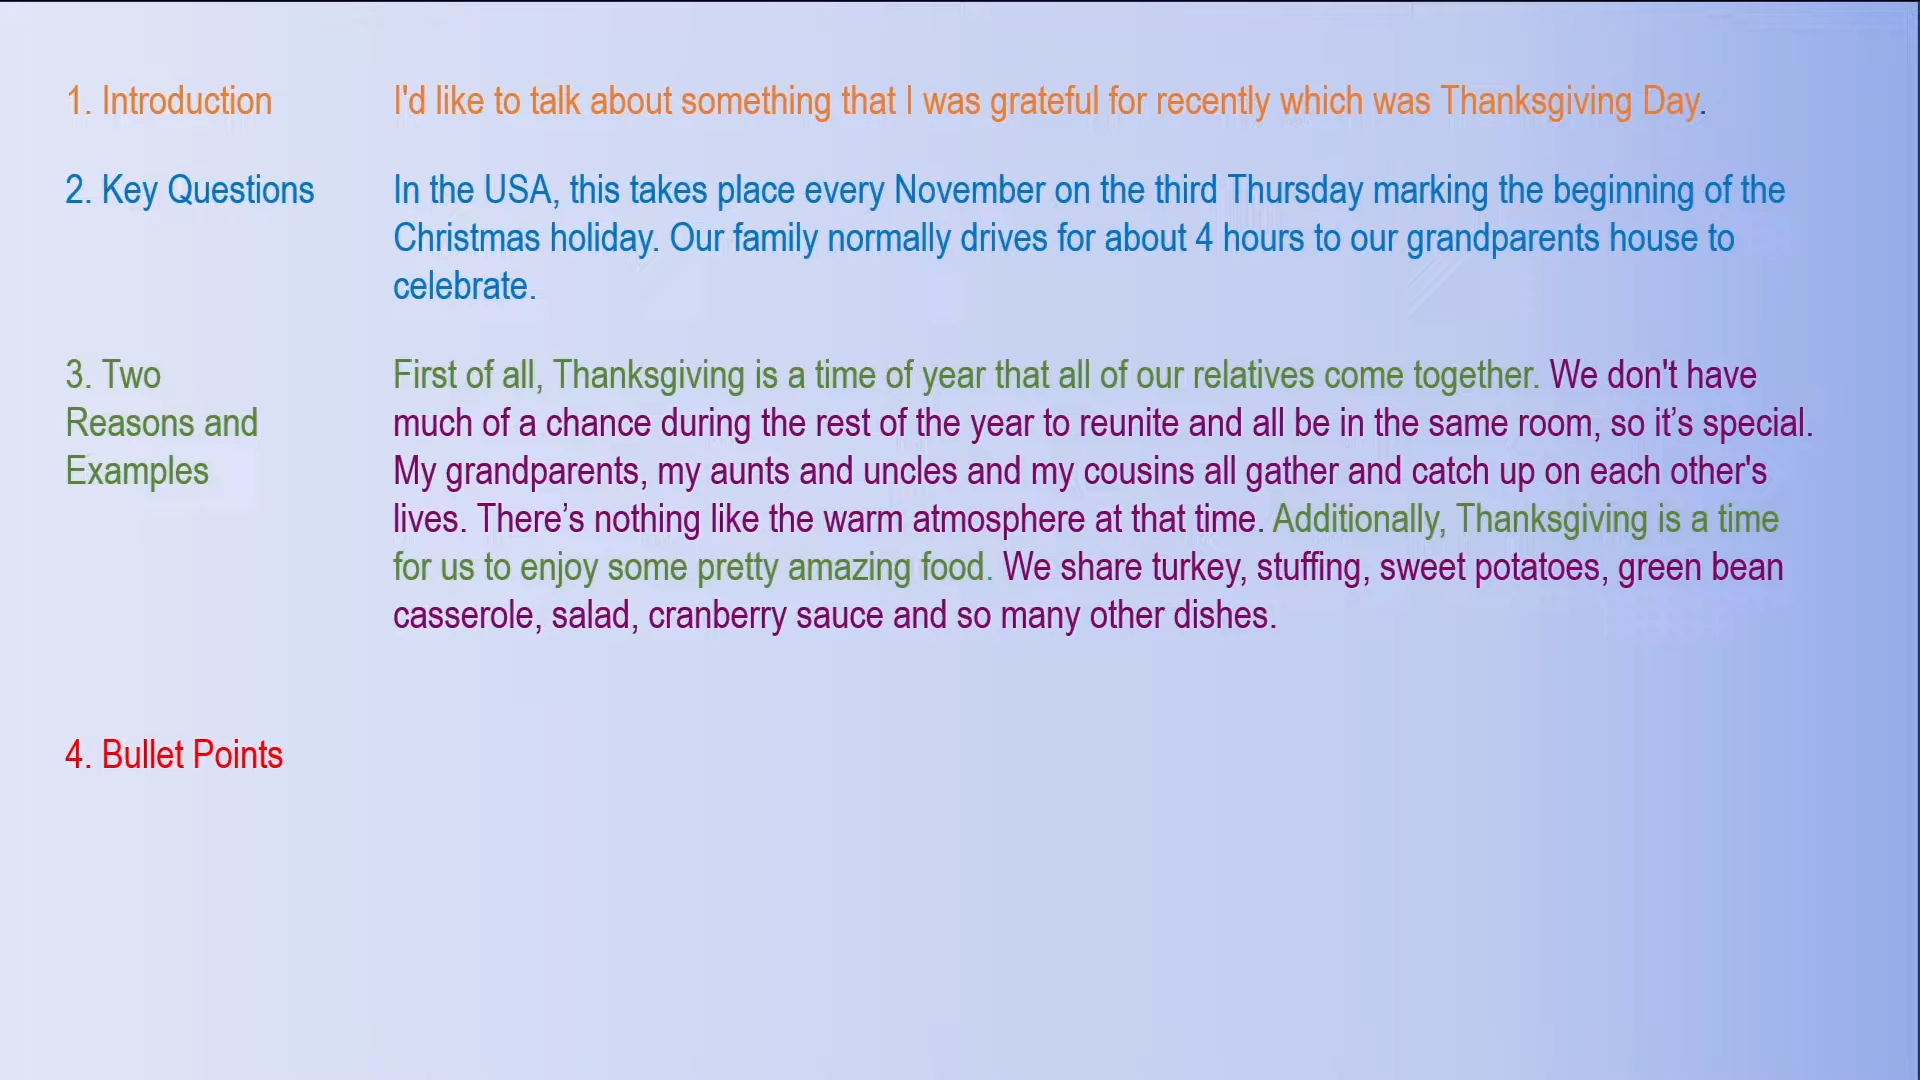 1. Introduction
I'd like to talk about something that I was grateful for recently which was Thanksgiving Day.
2. Key Questions
In the USA, this takes place every November on the third Thursday marking the beginning of the
Christmas holiday. Our family normally drives for about 4 hours to our grandparents house to
celebrate.
3. Two
Reasons and
Examples
First of all, Thanksgiving is a time of year that all of our relatives come together. We don't have
much of a chance during the rest of the year to reunite and all be in the same room, so it’s special.
My grandparents, my aunts and uncles and my cousins all gather and catch up on each other's
lives. There’s nothing like the warm atmosphere at that time. Additionally, Thanksgiving is a time
for us to enjoy some pretty amazing food. We share turkey, stuffing, sweet potatoes, green bean
casserole, salad, cranberry sauce and so many other dishes.
4. Bullet Points